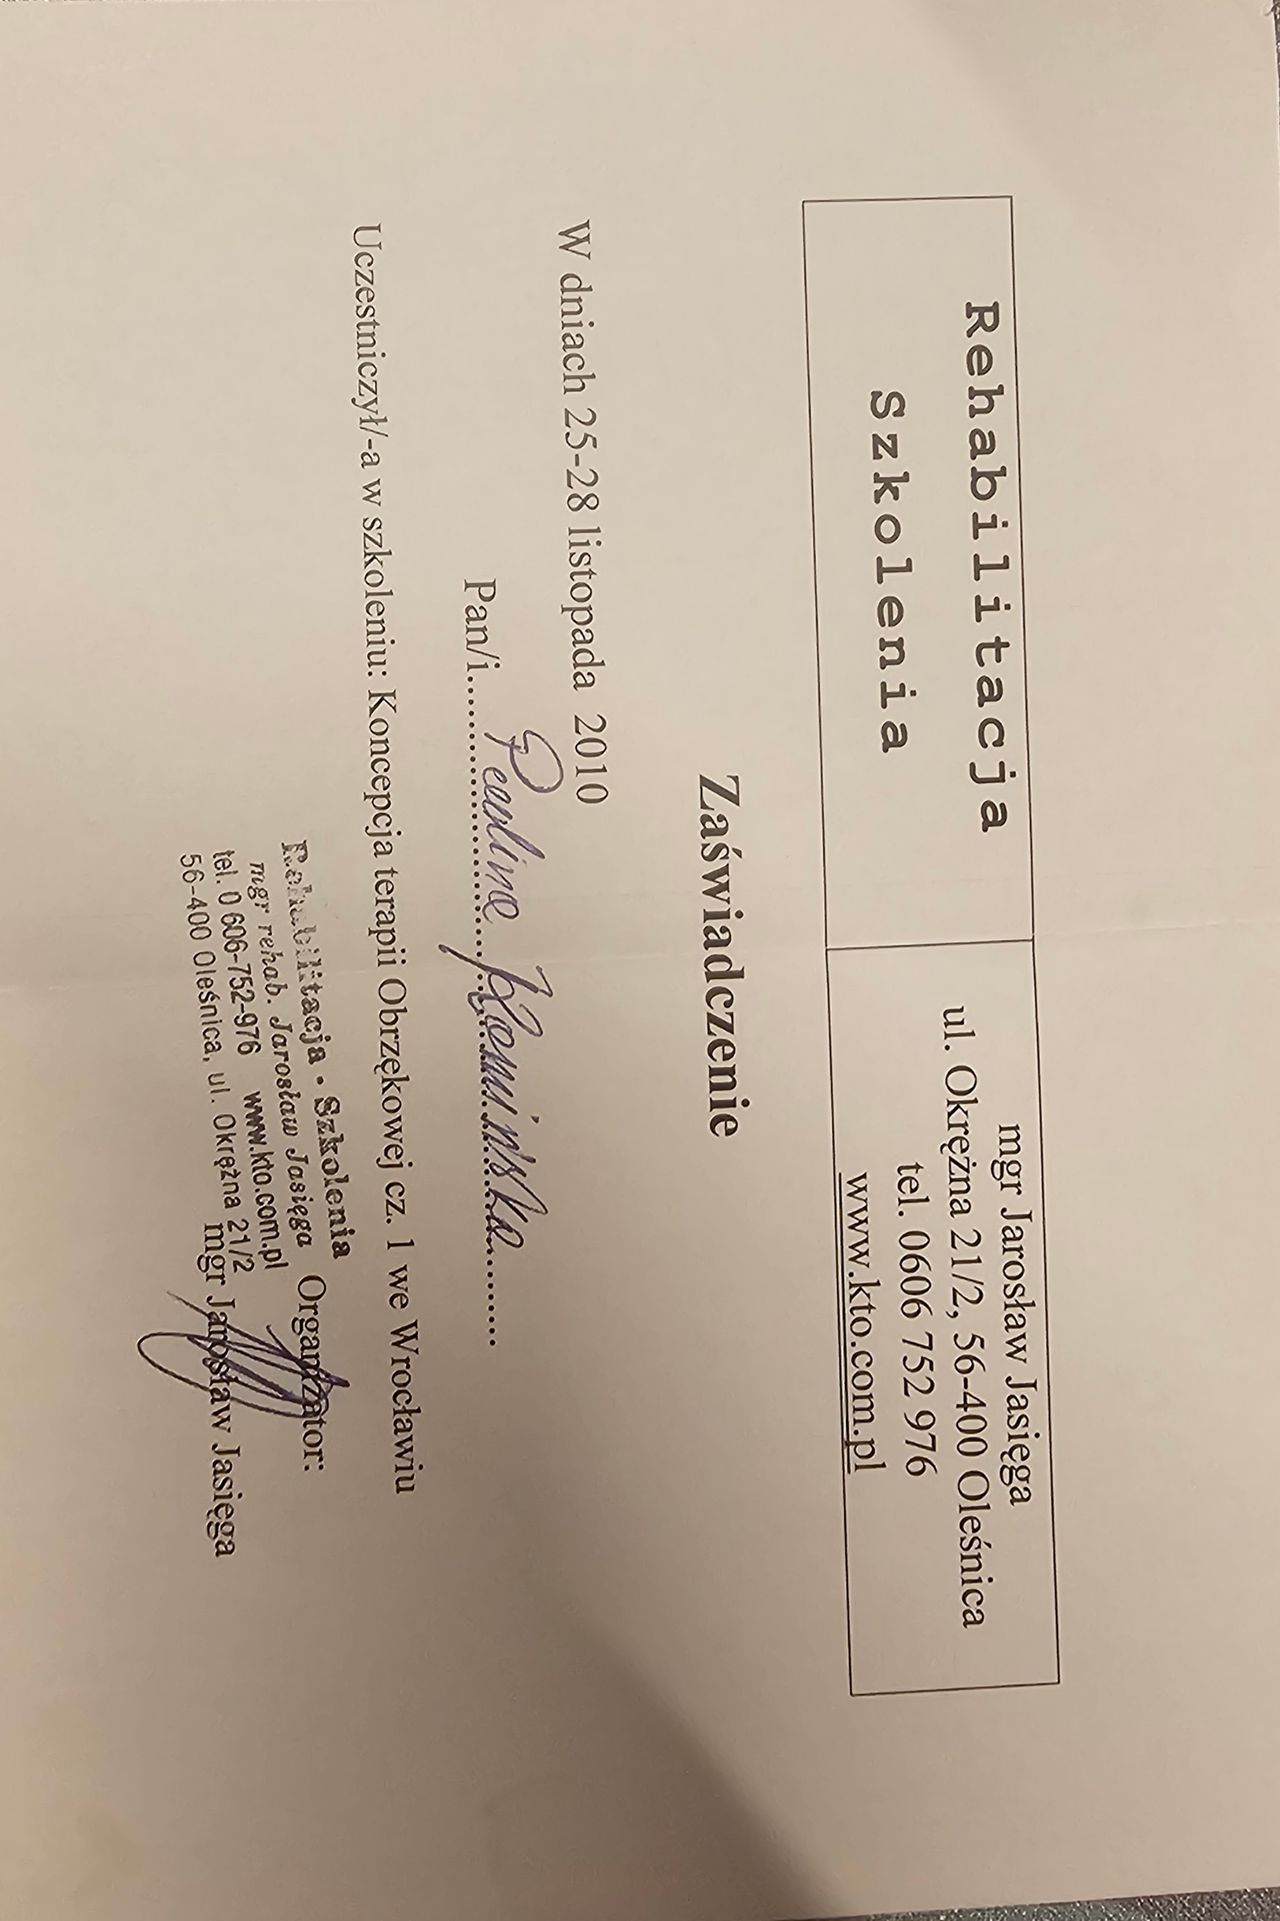 Rehabilitacja
Szkolenia
mgr Jarosław Jasięga
ul. Okrężna 21/2, 56-400 Oleśnica
tel. 0606 752 976
www.kto.com.pl
Zaświadczenie
W dniach 25-28 listopada 2010
Pan/i Paulina
Uczestniczył/-a w szkoleniu: Koncepcja terapii Obrzękowej cz. 1 we Wrocławiu
Rehabilitacja • Szkolenia
mgr rehab. Jarosław Jasięga
tel. 0 606-752-976 www.kto.com.pl
56-400 Oleśnica, ul. Okrężna 21/2
Organizator:
mgr Jarosław Jasięga